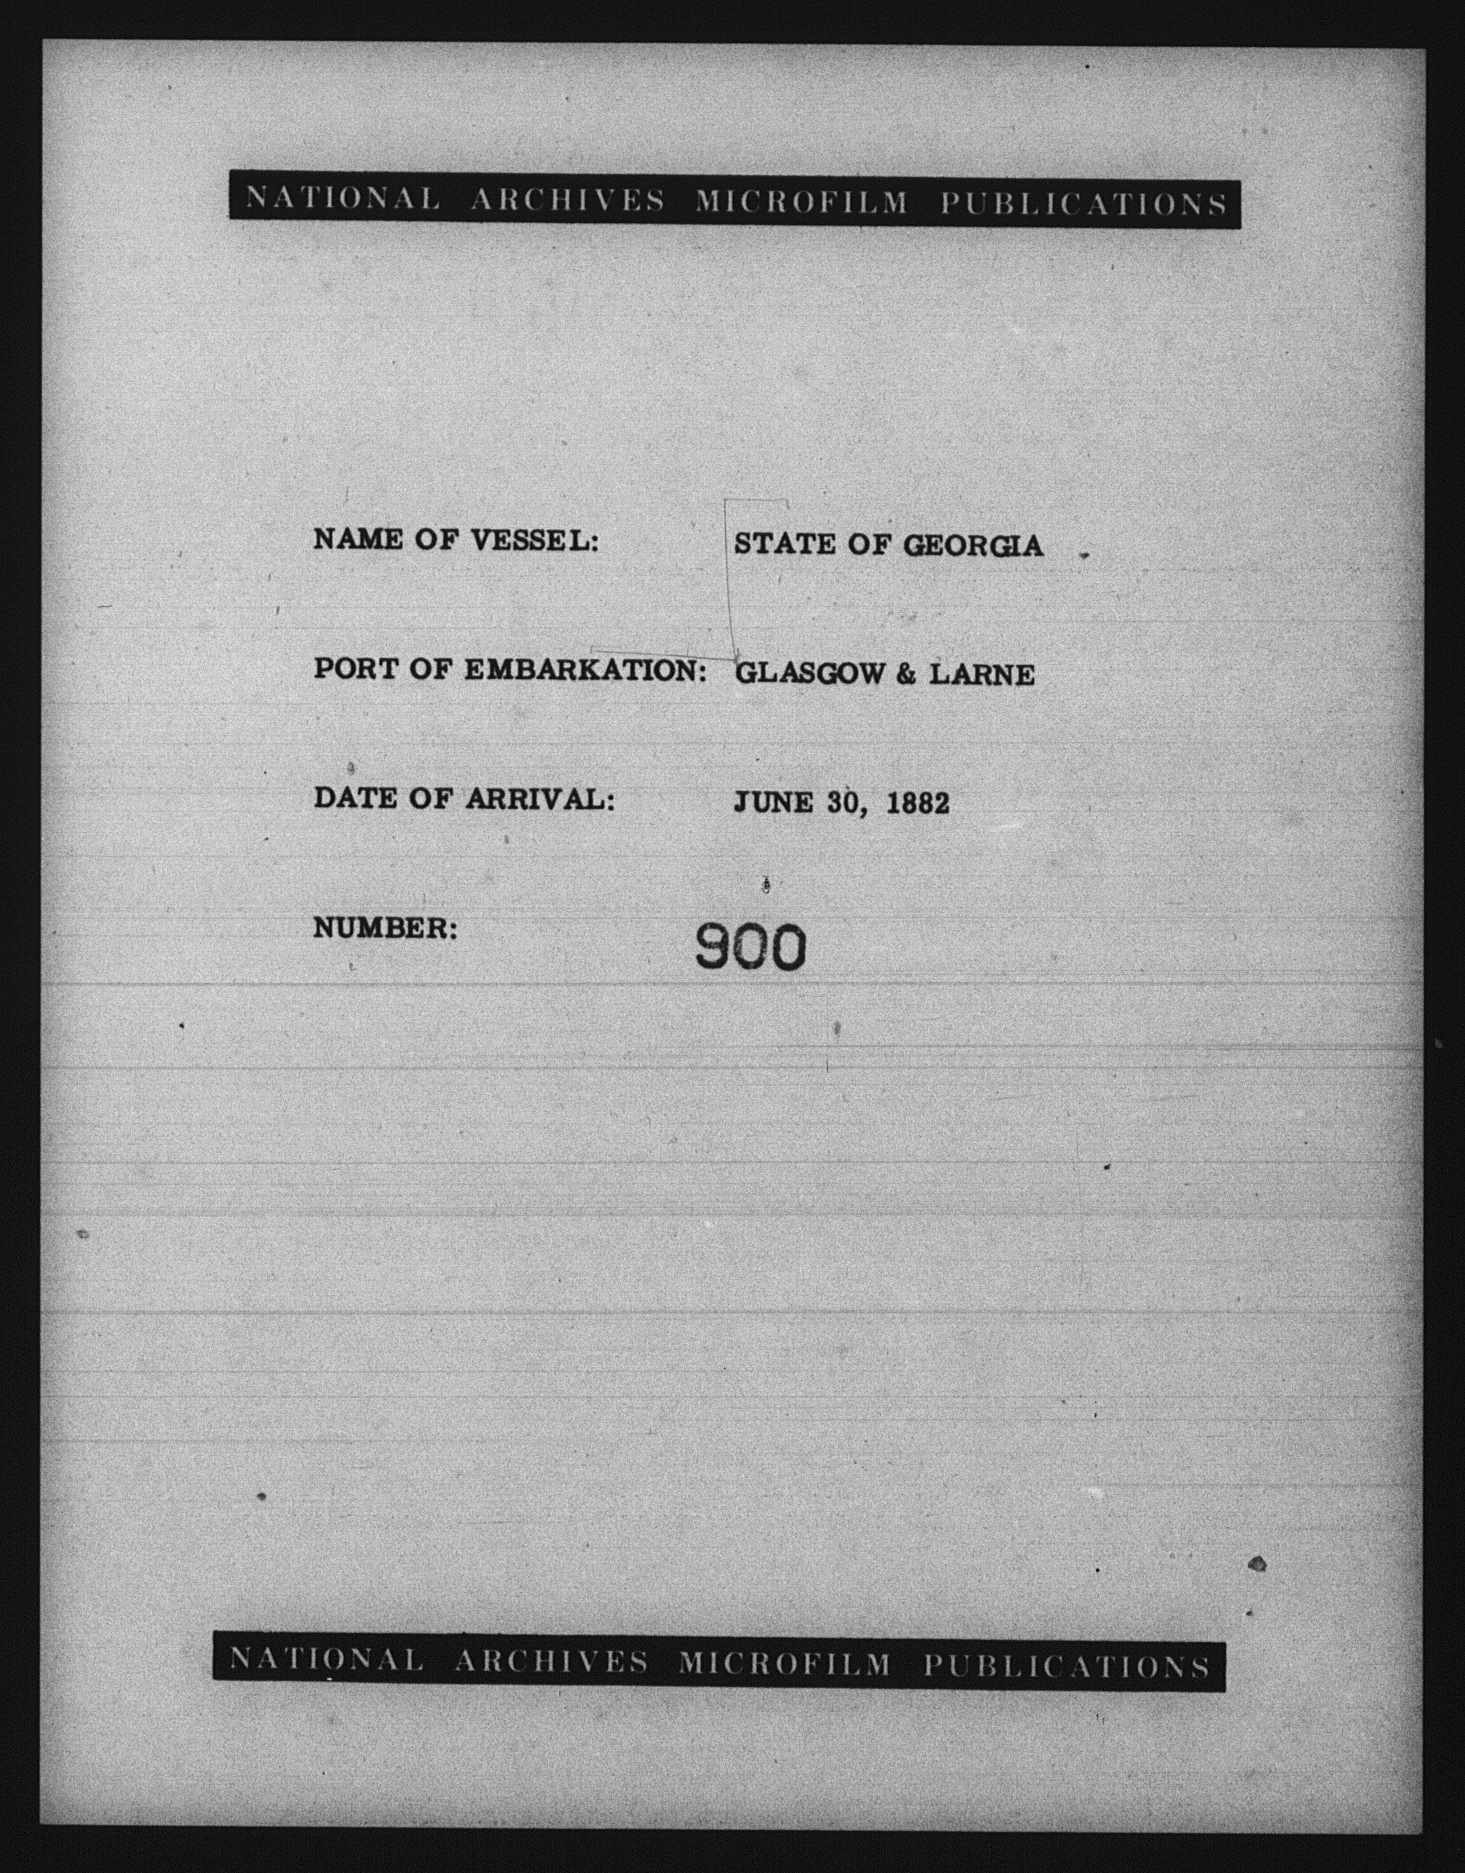 NATIONAL ARCHIVES MICROFILM PUBLICATIONS
NAME OF VESSEL: STATE OF GEORGIA
PORT OF EMBARKATION: GLASGOW & LARNE
DATE OF ARRIVAL: JUNE 30, 1882
NUMBER: 900
NATIONAL ARCHIVES MICROFILM PUBLICATIONS